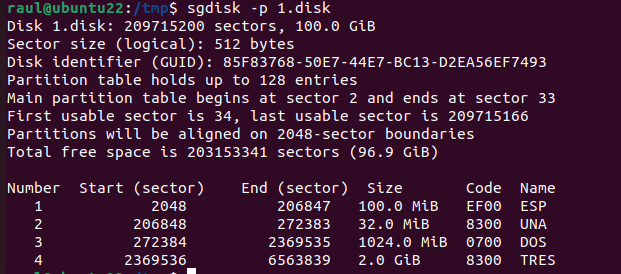 raul@ubuntu22:/tmp$ sgdisk -p 1.disk
Disk 1.disk: 209715200 sectors, 100.0 GiB
Sector size (logical): 512 bytes
Disk identifier (GUID): 85F83768-50E7-44E7-BC13-D2EA56EF7493
Partition table holds up to 128 entries
Main partition table begins at sector 2 and ends at sector 33
First usable sector is 34, last usable sector is 209715166
Partitions will be aligned on 2048-sector boundaries
Total free space is 203153341 sectors (96.9 GiB)
Number  Start (sector)    End (sector)  Size       Code  Name
   1            2048          206847   100.0 MiB   EF00  ESP
   2          206848          272383   32.0 MiB    8300  UNA
   3          272384         2369535   1024.0 MiB  0700  DOS
   4         2369536         6563839   2.0 GiB     8300  TRES